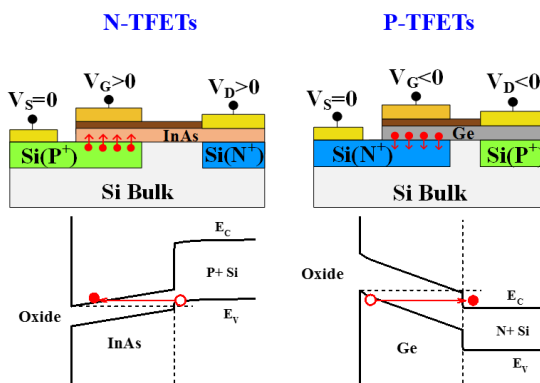 N-TFETs
P-TFETs
V_G>0
V_S=0
V_D>0
InAs
Si(P⁺)
Si(N⁺)
Si Bulk
V_G<0
V_S=0
V_D<0
Ge
Si(N⁺)
Si(P⁺)
Si Bulk
E_C
P+ Si
Oxide
E_V
InAs
Oxide
E_C
N+ Si
Ge
E_V